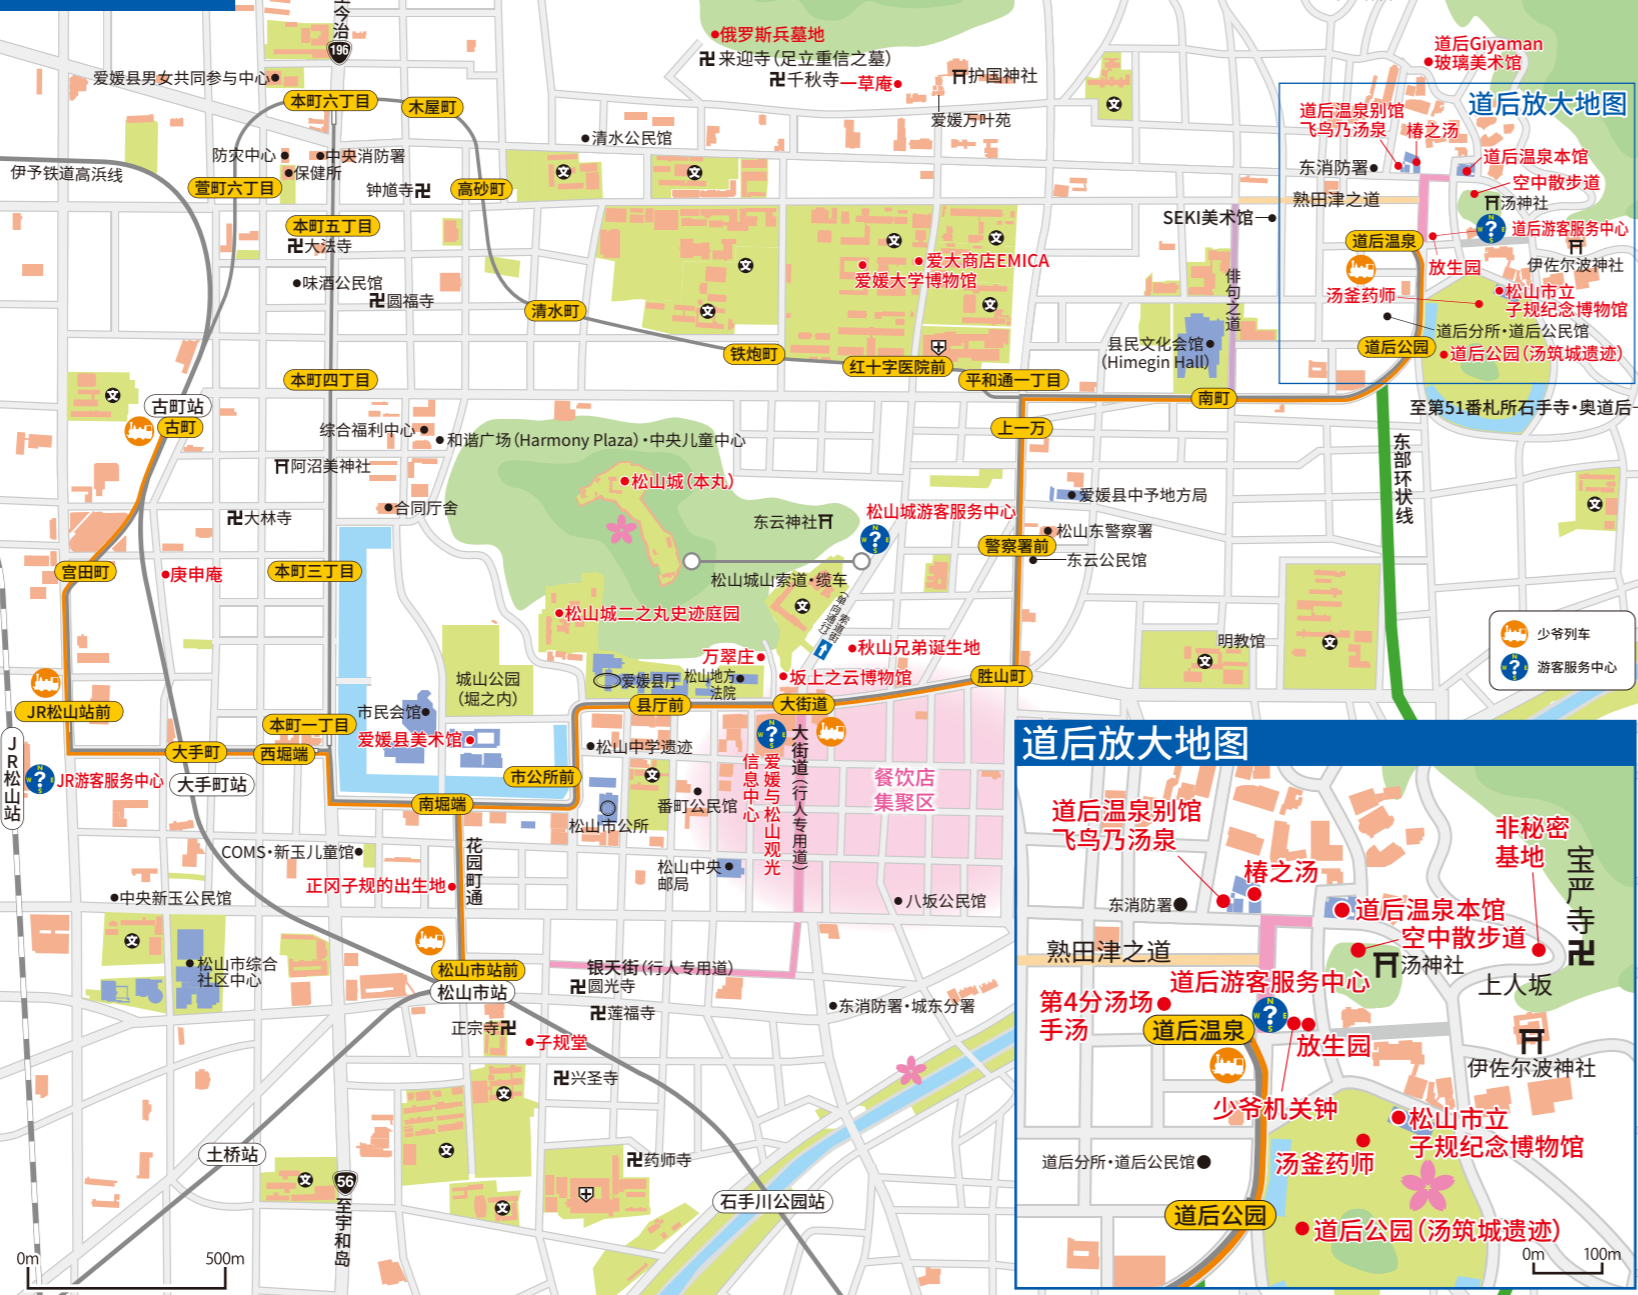 至今治
196
爱媛县男女共同参与中心
本町六丁目
木屋町
俄罗斯兵墓地
来迎寺（足立重信之墓）
千秋寺
一草庵
护国神社
爱媛万叶苑
清水公民馆
防灾中心
中央消防署
保健所
伊予铁道高浜线
萱町六丁目
钟馗寺
高砂町
本町五丁目
大法寺
味酒公民馆
圆福寺
清水町
爱大商店EMICA
爱媛大学博物馆
铁炮町
红十字医院前
平和通一丁目
SEKI美术馆
俳句之道
县民文化会馆
（Himegin Hall）
南町
上一万
道后Giyaman
玻璃美术馆
道后放大地图
道后温泉别馆
飞鸟乃汤泉
椿之汤
东消防署
道后温泉本馆
空中散步道
熟田津之道
汤神社
道后游客服务中心
道后温泉
放生园
伊佐尔波神社
汤釜药师
松山市立
子规纪念博物馆
道后分所·道后公民馆
道后公园
道后公园（汤筑城遗迹）
至第51番札所石手寺·奥道后
东部环状线
本町四丁目
古町站
古町
综合福利中心
和谐广场（Harmony Plaza）·中央儿童中心
阿沼美神社
合同厅舍
大林寺
松山城（本丸）
东云神社
松山城游客服务中心
松山城山索道·缆车
爱媛县中予地方局
松山东警察署
警察署前
东云公民馆
宫田町
庚申庵
本町三丁目
松山城二之丸史迹庭园
索道街
（单向通行）
秋山兄弟诞生地
明教馆
少爷列车
游客服务中心
万翠庄
坂上之云博物馆
胜山町
城山公园
（堀之内）
爱媛县厅
松山地方
法院
县厅前
大街道
JR松山站前
JR松山站
JR游客服务中心
大手町
大手町站
西堀端
本町一丁目
市民会馆
爱媛县美术馆
松山中学遗迹
市公所前
南堀端
松山市公所
番町公民馆
爱媛与松山观光
信息中心
大街道（行人专用道）
餐饮店
集聚区
COMS·新玉儿童馆
花园町通
正冈子规的出生地
松山中央
邮局
八坂公民馆
中央新玉公民馆
松山市综合
社区中心
松山市站前
松山市站
银天街（行人专用道）
圆光寺
莲福寺
东消防署·城东分署
正宗寺
子规堂
兴圣寺
土桥站
56
至宇和岛
药师寺
石手川公园站
0m
500m
道后放大地图
道后温泉别馆
飞鸟乃汤泉
椿之汤
非秘密
基地
宝严寺
东消防署
道后温泉本馆
空中散步道
熟田津之道
汤神社
上人坂
道后游客服务中心
第4分汤场
手汤
道后温泉
放生园
伊佐尔波神社
少爷机关钟
松山市立
子规纪念博物馆
道后分所·道后公民馆
汤釜药师
道后公园
道后公园（汤筑城遗迹）
0m
100m